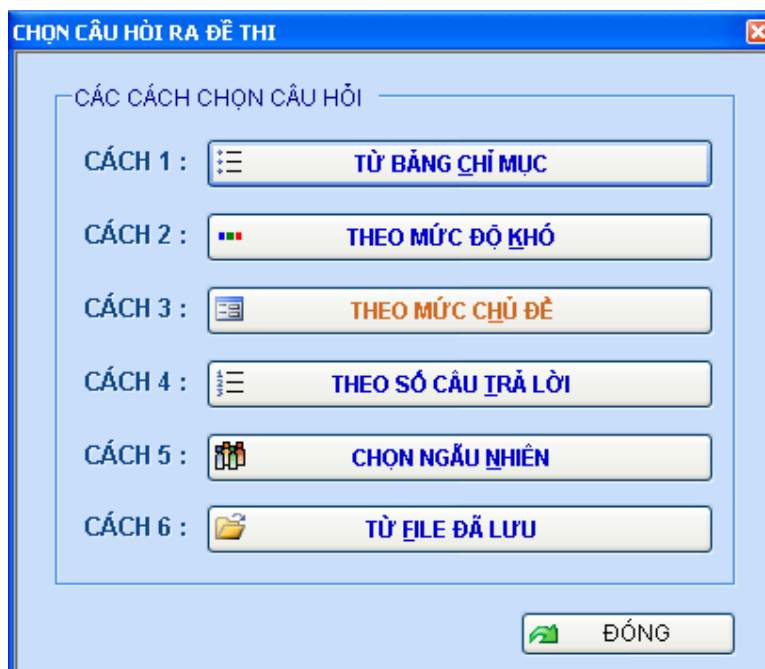 CHỌN CÂU HỎI RA ĐỀ THI
CÁC CÁCH CHỌN CÂU HỎI
CÁCH 1 : TỪ BẢNG CHỈ MỤC
CÁCH 2 : THEO MỨC ĐỘ KHÓ
CÁCH 3 : THEO MỨC CHỦ ĐỀ
CÁCH 4 : THEO SỐ CÂU TRẢ LỜI
CÁCH 5 : CHỌN NGẪU NHIÊN
CÁCH 6 : TỪ FILE ĐÃ LƯU
ĐÓNG